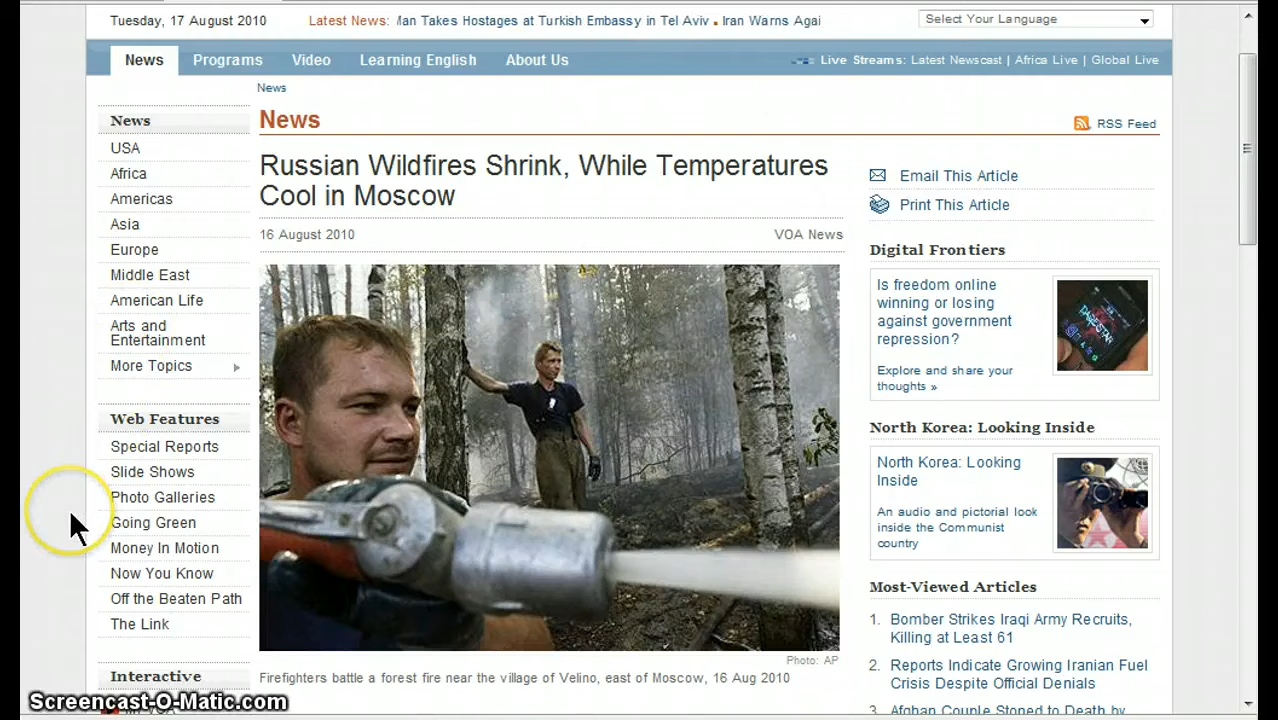 Tuesday, 17 August 2010
Latest News: Man Takes Hostages at Turkish Embassy in Tel Aviv . Iran Warns Agai
Select Your Language
News Programs Video Learning English About Us
Live Streams: Latest Newscast | Africa Live | Global Live
News
News
USA
Africa
Americas
Asia
Europe
Middle East
American Life
Arts and
Entertainment
More Topics
Web Features
Special Reports
Slide Shows
Photo Galleries
Going Green
Money In Motion
Now You Know
Off the Beaten Path
The Link
Interactive
News
RSS Feed
Russian Wildfires Shrink, While Temperatures
Cool in Moscow
16 August 2010
VOA News
Photo: AP
Firefighters battle a forest fire near the village of Velino, east of Moscow, 16 Aug 2010
Email This Article
Print This Article
Digital Frontiers
Is freedom online
winning or losing
against government
repression?
Explore and share your
thoughts »
North Korea: Looking Inside
North Korea: Looking
Inside
An audio and pictorial look
inside the Communist
country
Most-Viewed Articles
1. Bomber Strikes Iraqi Army Recruits,
Killing at Least 61
2. Reports Indicate Growing Iranian Fuel
Crisis Despite Official Denials
3. Afghan Couple Stoned to Death by
Screencast-O-Matic.com